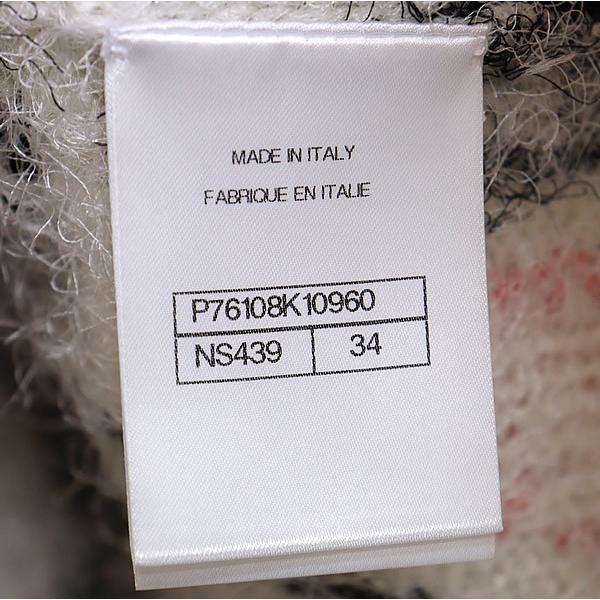 MADE IN ITALY
FABRIQUE EN ITALIE
P76108K10960
NS439 34